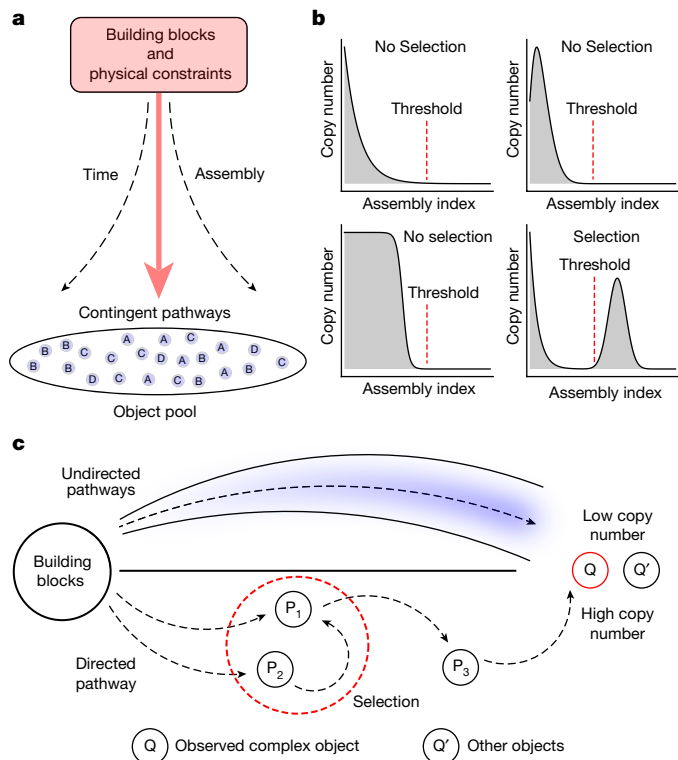 a
Building blocks
and
physical constraints
Time
Assembly
Contingent pathways
A A C
B B C C D A B A D
B B D C A C B A B C
Object pool
b
No Selection
Copy number
Threshold
Assembly index
No Selection
Copy number
Threshold
Assembly index
No selection
Copy number
Threshold
Assembly index
Selection
Copy number
Threshold
Assembly index
c
Undirected
pathways
Building
blocks
Directed
pathway
P1
P2
Selection
P3
Low copy
number
Q Q′
High copy
number
Q Observed complex object
Q′ Other objects